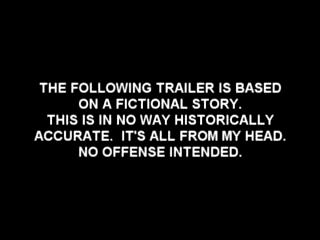 THE FOLLOWING TRAILER IS BASED
ON A FICTIONAL STORY.
THIS IS IN NO WAY HISTORICALLY
ACCURATE.  IT'S ALL FROM MY HEAD.
NO OFFENSE INTENDED.